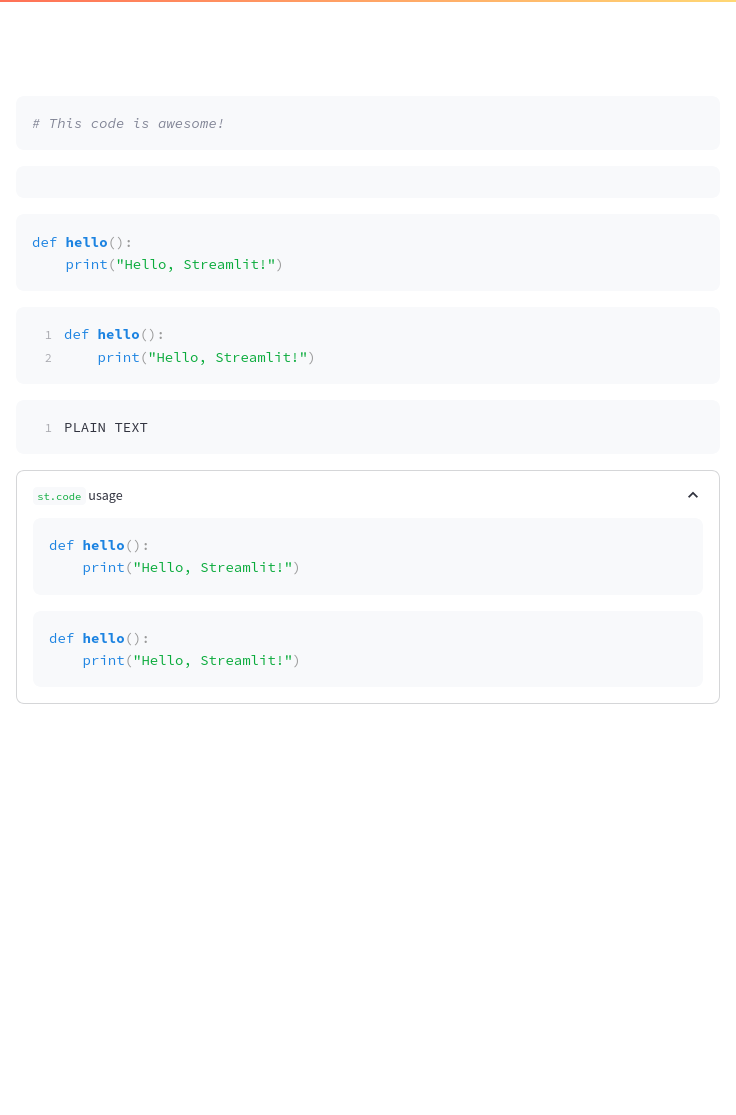 # This code is awesome!
def hello():
    print("Hello, Streamlit!")
1 def hello():
2     print("Hello, Streamlit!")
1 PLAIN TEXT
st.code usage
def hello():
    print("Hello, Streamlit!")
def hello():
    print("Hello, Streamlit!")